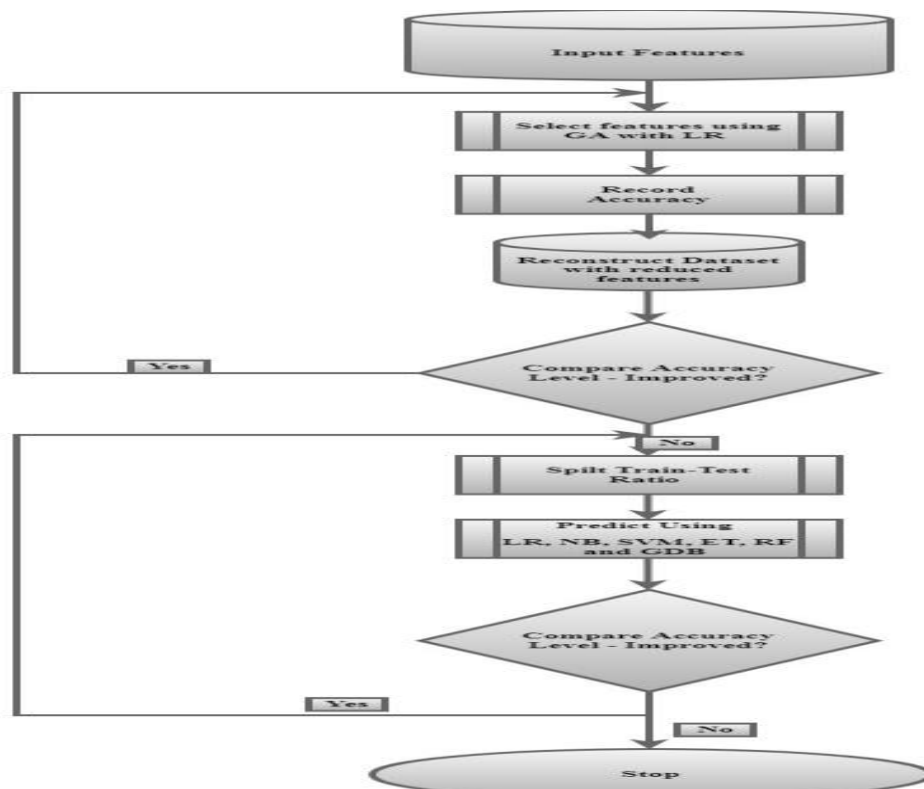 Input Features
Select features using
GA with LR
Record
Accuracy
Reconstruct Dataset
with reduced
features
Compare Accuracy
Level - Improved?
Yes
No
Spilt Train-Test
Ratio
Predict Using
LR, NB, SVM, ET, RF
and GDB
Compare Accuracy
Level - Improved?
Yes
No
Stop